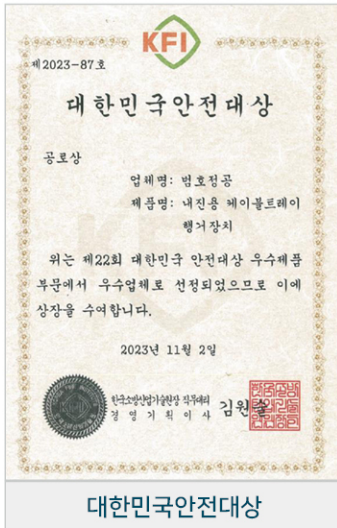 KFI
제2023-87호
대한민국안전대상
공로상
업체명: 범호정공
제품명: 내진용 케이블트레이
행거장치
위는 제22회 대한민국 안전대상 우수제품
부문에서 우수업체로 선정되었으므로 이에
상장을 수여합니다.
2023년 11월 2일
한국소방산업기술원장 직무대리
경영기획이사 김원술
대한민국안전대상